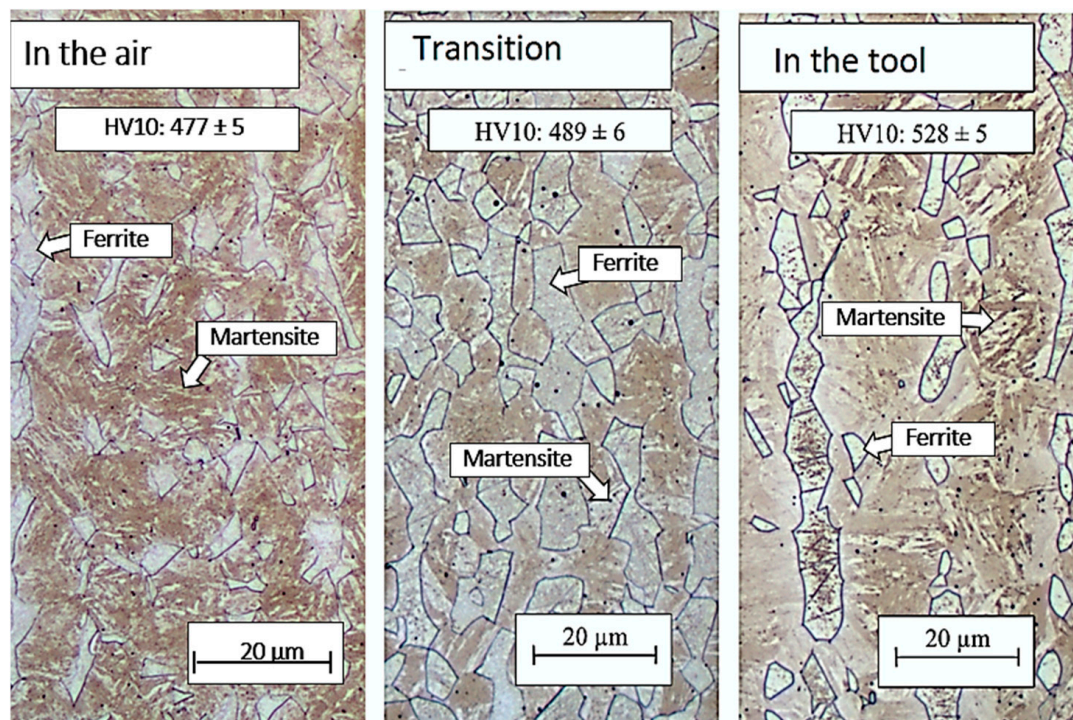 In the air
HV10: 477 ± 5
Ferrite
Martensite
20 µm
Transition
HV10: 489 ± 6
Ferrite
Martensite
20 µm
In the tool
HV10: 528 ± 5
Martensite
Ferrite
20 µm